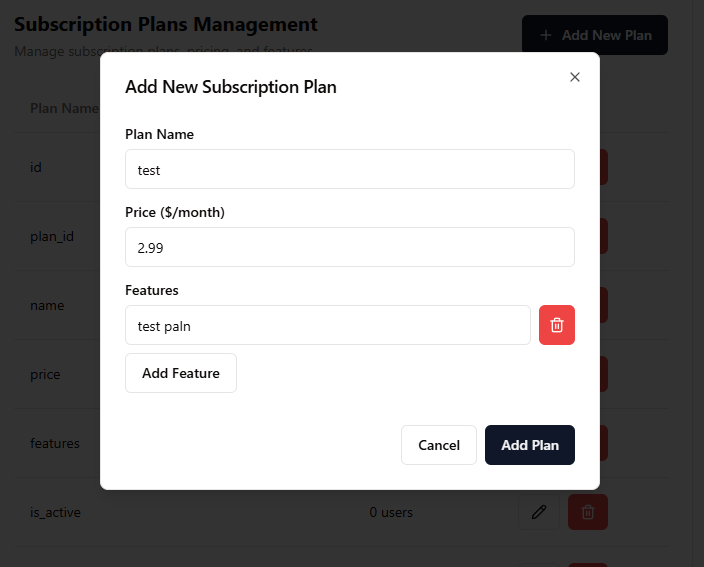 Subscription Plans Management
Add New Plan
Manage subscription plans, pricing, and features
Add New Subscription Plan
Plan Name
Plan Name
test
id
Price ($/month)
plan_id
2.99
Features
name
test paln
price
Add Feature
features
Cancel
Add Plan
is_active
0 users